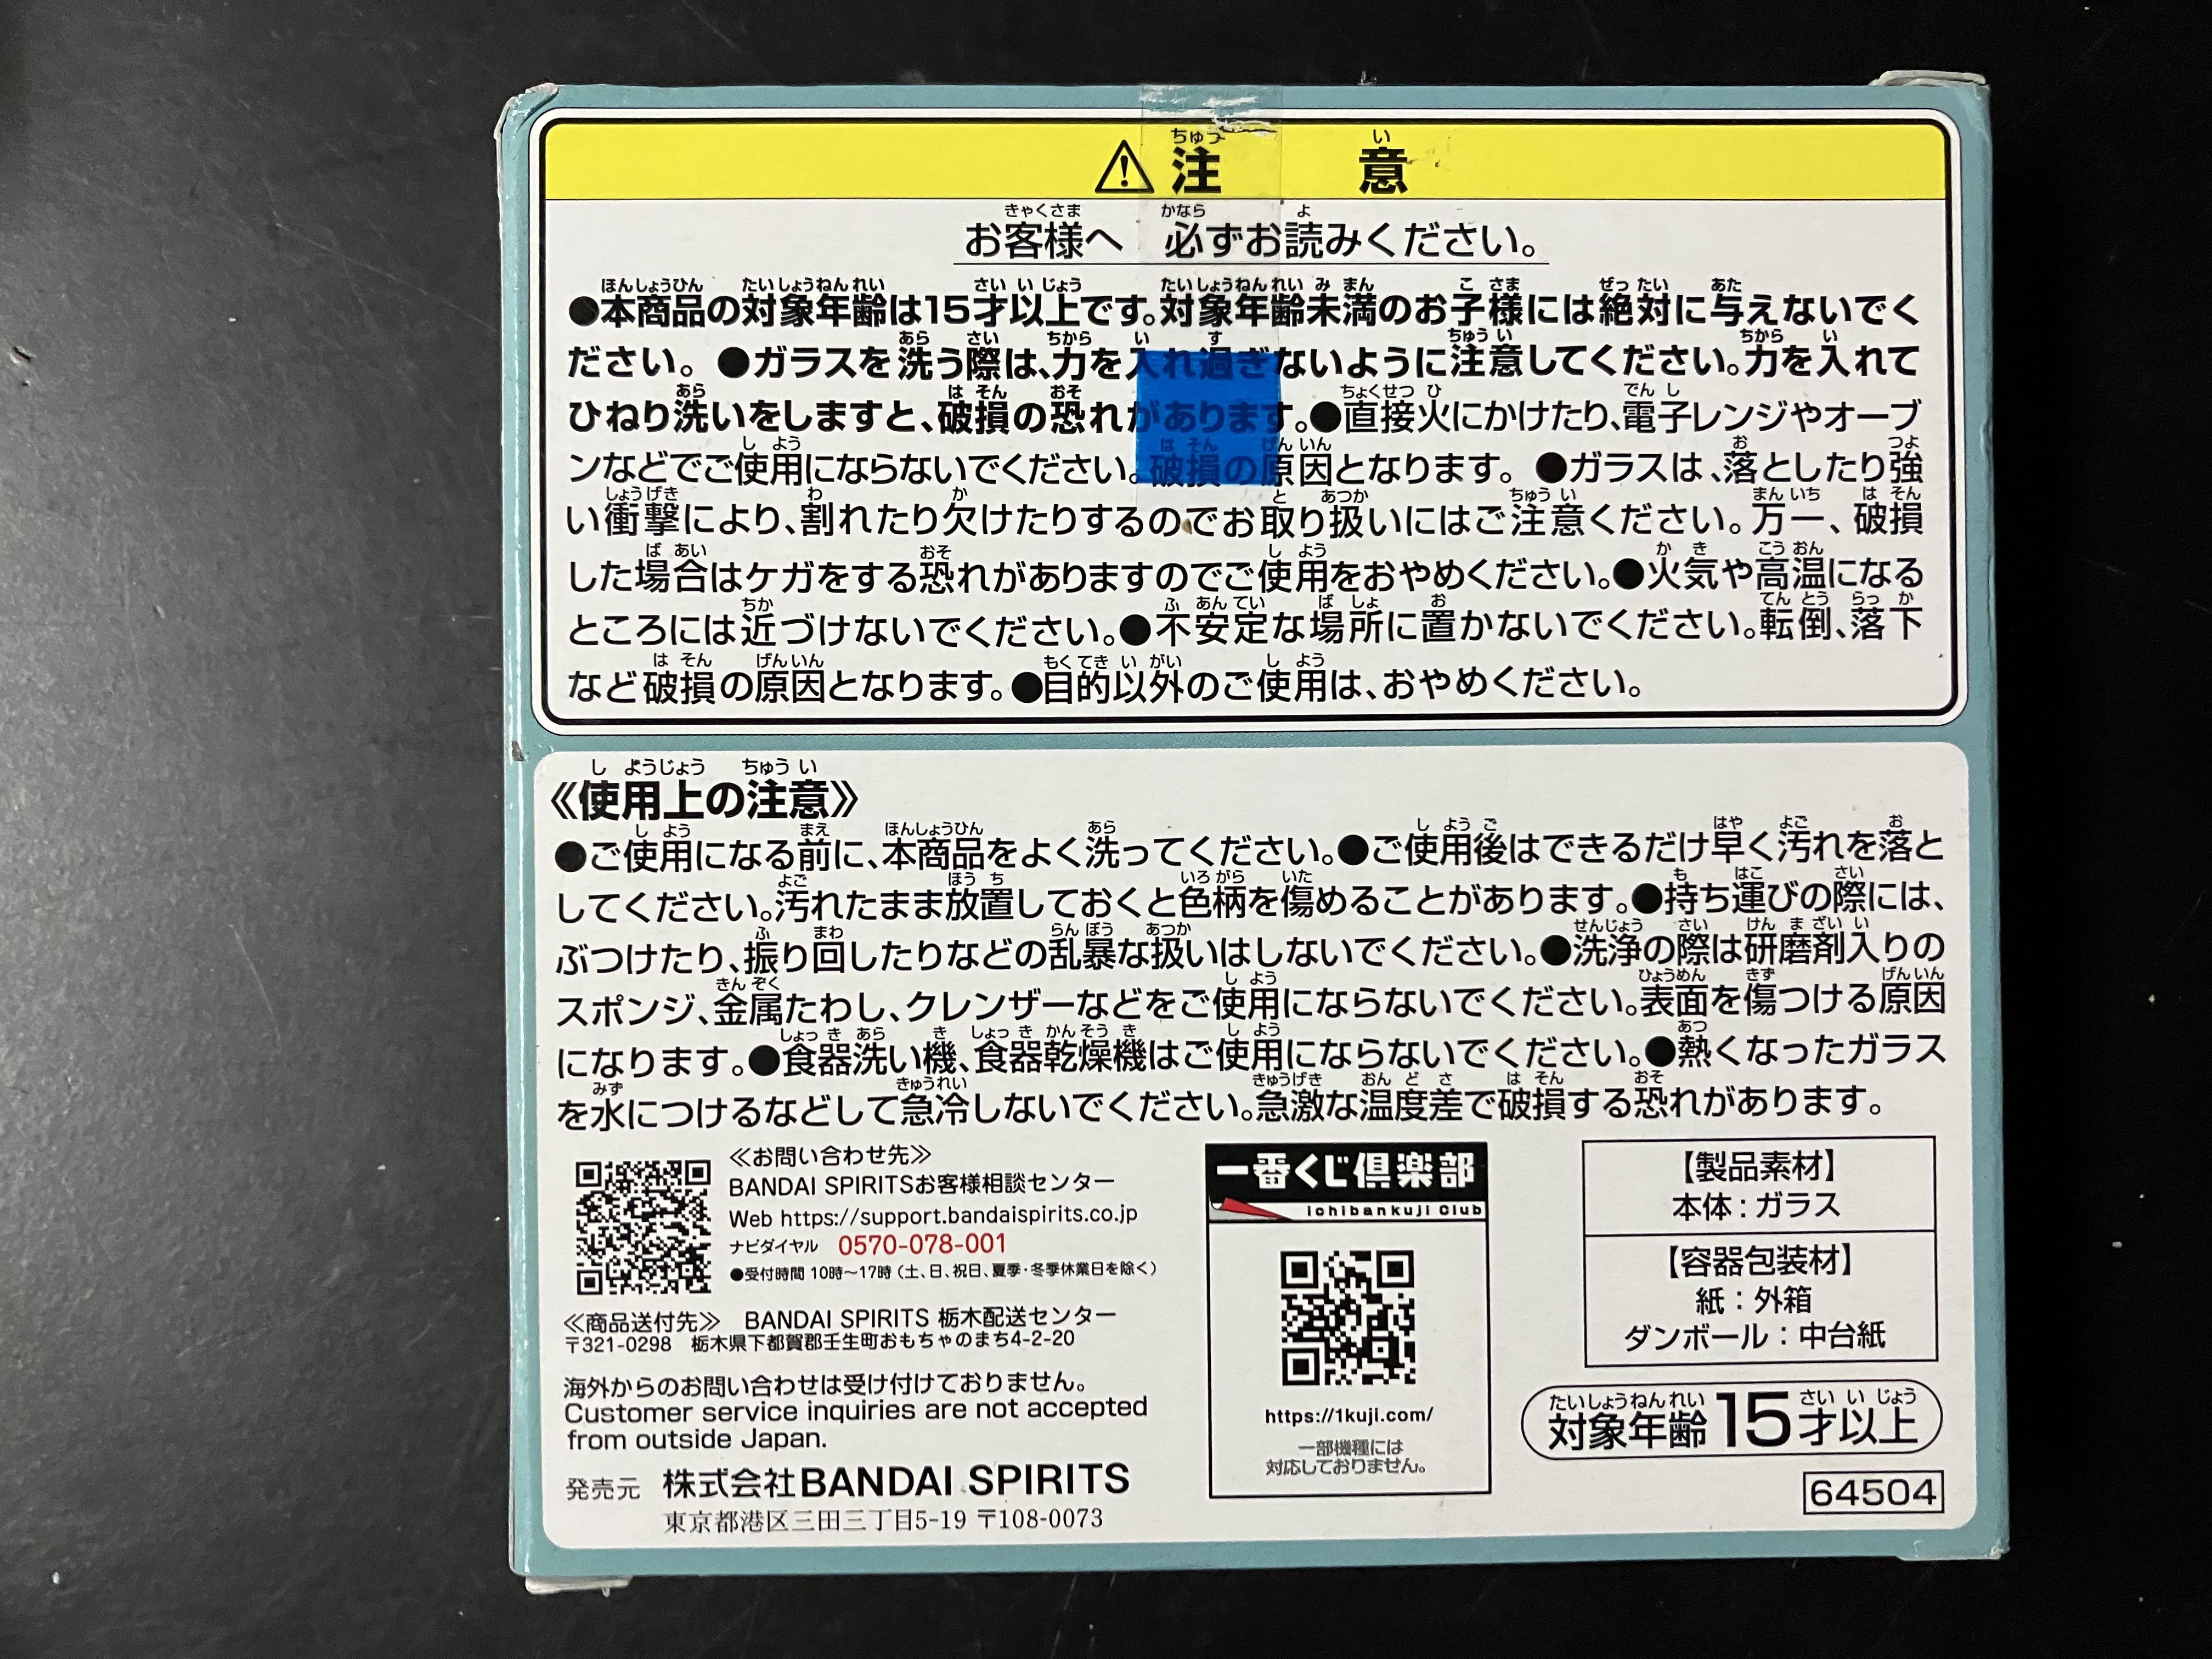 ⚠注意
お客様へ 必ずお読みください。
●本商品の対象年齢は15才以上です。対象年齢未満のお子様には絶対に与えないでく
ださい。●ガラスを洗う際は、力を入れ過ぎないように注意してください。力を入れて
ひねり洗いをしますと、破損の恐れがあります。●直接火にかけたり、電子レンジやオーブ
ンなどでご使用にならないでください。破損の原因となります。●ガラスは、落としたり強
い衝撃により、割れたり欠けたりするのでお取り扱いにはご注意ください。万一、破損
した場合はケガをする恐れがありますのでご使用をおやめください。●火気や高温になる
ところには近づけないでください。●不安定な場所に置かないでください。転倒、落下
など破損の原因となります。●目的以外のご使用は、おやめください。
《使用上の注意》
●ご使用になる前に、本商品をよく洗ってください。●ご使用後はできるだけ早く汚れを落と
してください。汚れたまま放置しておくと色柄を傷めることがあります。●持ち運びの際には、
ぶつけたり、振り回したりなどの乱暴な扱いはしないでください。●洗浄の際は研磨剤入りの
スポンジ、金属たわし、クレンザーなどをご使用にならないでください。表面を傷つける原因
になります。●食器洗い機、食器乾燥機はご使用にならないでください。●熱くなったガラス
を水につけるなどして急冷しないでください。急激な温度差で破損する恐れがあります。
≪お問い合わせ先≫
BANDAI SPIRITSお客様相談センター
Web https://support.bandaispirits.co.jp
ナビダイヤル 0570-078-001
●受付時間 10時～17時（土、日、祝日、夏季・冬季休業日を除く）
≪商品送付先≫ BANDAI SPIRITS 栃木配送センター
〒321-0298 栃木県下都賀郡壬生町おもちゃのまち4-2-20
海外からのお問い合わせは受け付けておりません。
Customer service inquiries are not accepted
from outside Japan.
発売元 株式会社BANDAI SPIRITS
東京都港区三田三丁目5-19 〒108-0073
一番くじ倶楽部
ichibankuji Club
https://1kuji.com/
一部機種には
対応しておりません。
【製品素材】
本体：ガラス
【容器包装材】
紙：外箱
ダンボール：中台紙
対象年齢15才以上
64504